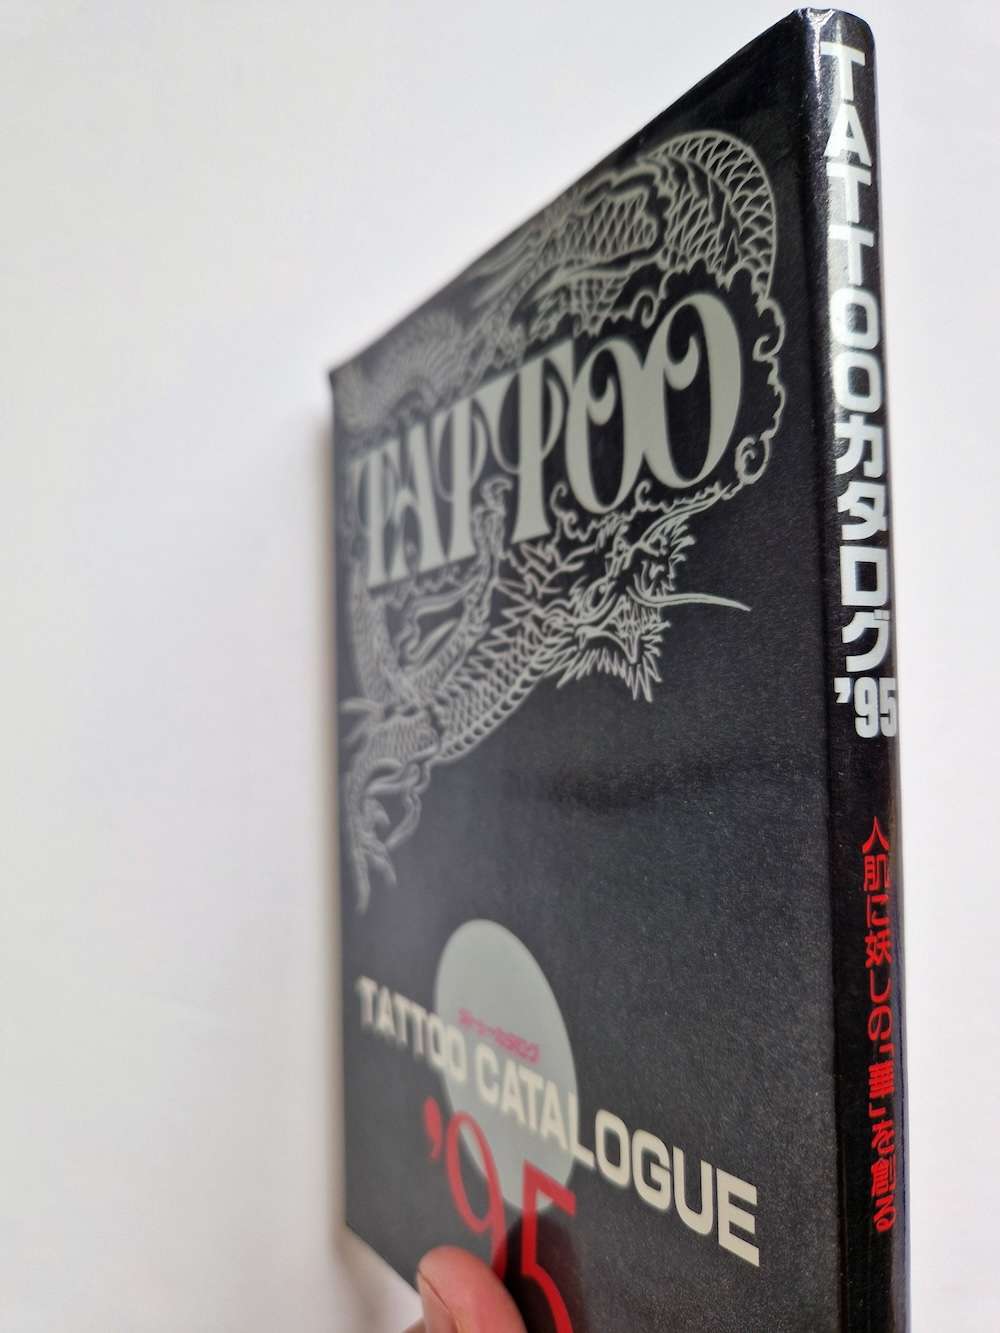 TATTOO
タトゥーカタログ
TATTOO CATALOGUE
'95
TATTOOカタログ'95
人肌に妖しの「華」を創る